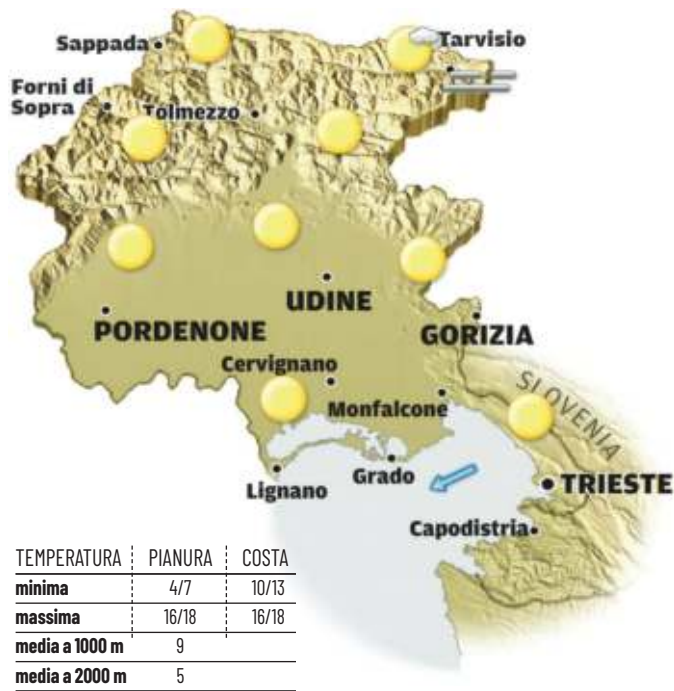 Sappada
Tarvisio
Forni di
Sopra
Tolmezzo
UDINE
PORDENONE
GORIZIA
Cervignano
SLOVENIA
Monfalcone
Grado
Lignano
TRIESTE
Capodistria
TEMPERATURA PIANURA COSTA
minima 4/7 10/13
massima 16/18 16/18
media a 1000 m 9
media a 2000 m 5